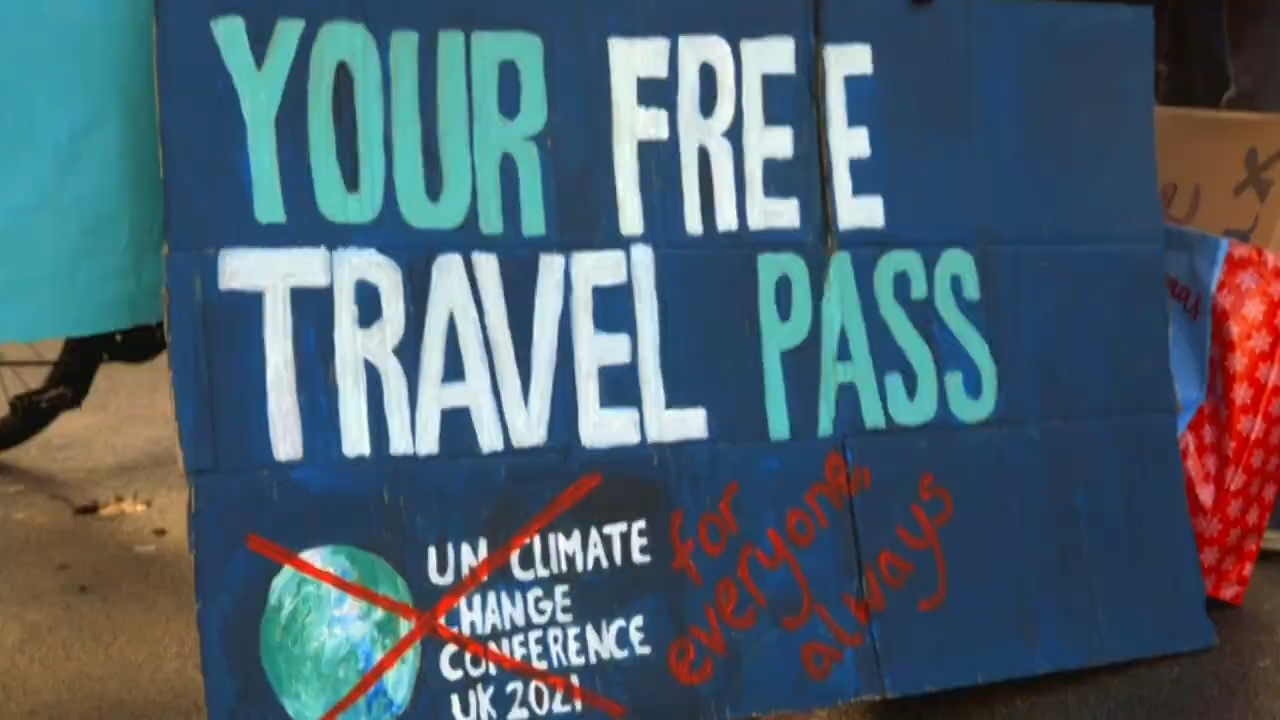 YOUR FREE
TRAVEL PASS
UN CLIMATE
CHANGE
CONFERENCE
UK 2021
for
everyone,
always